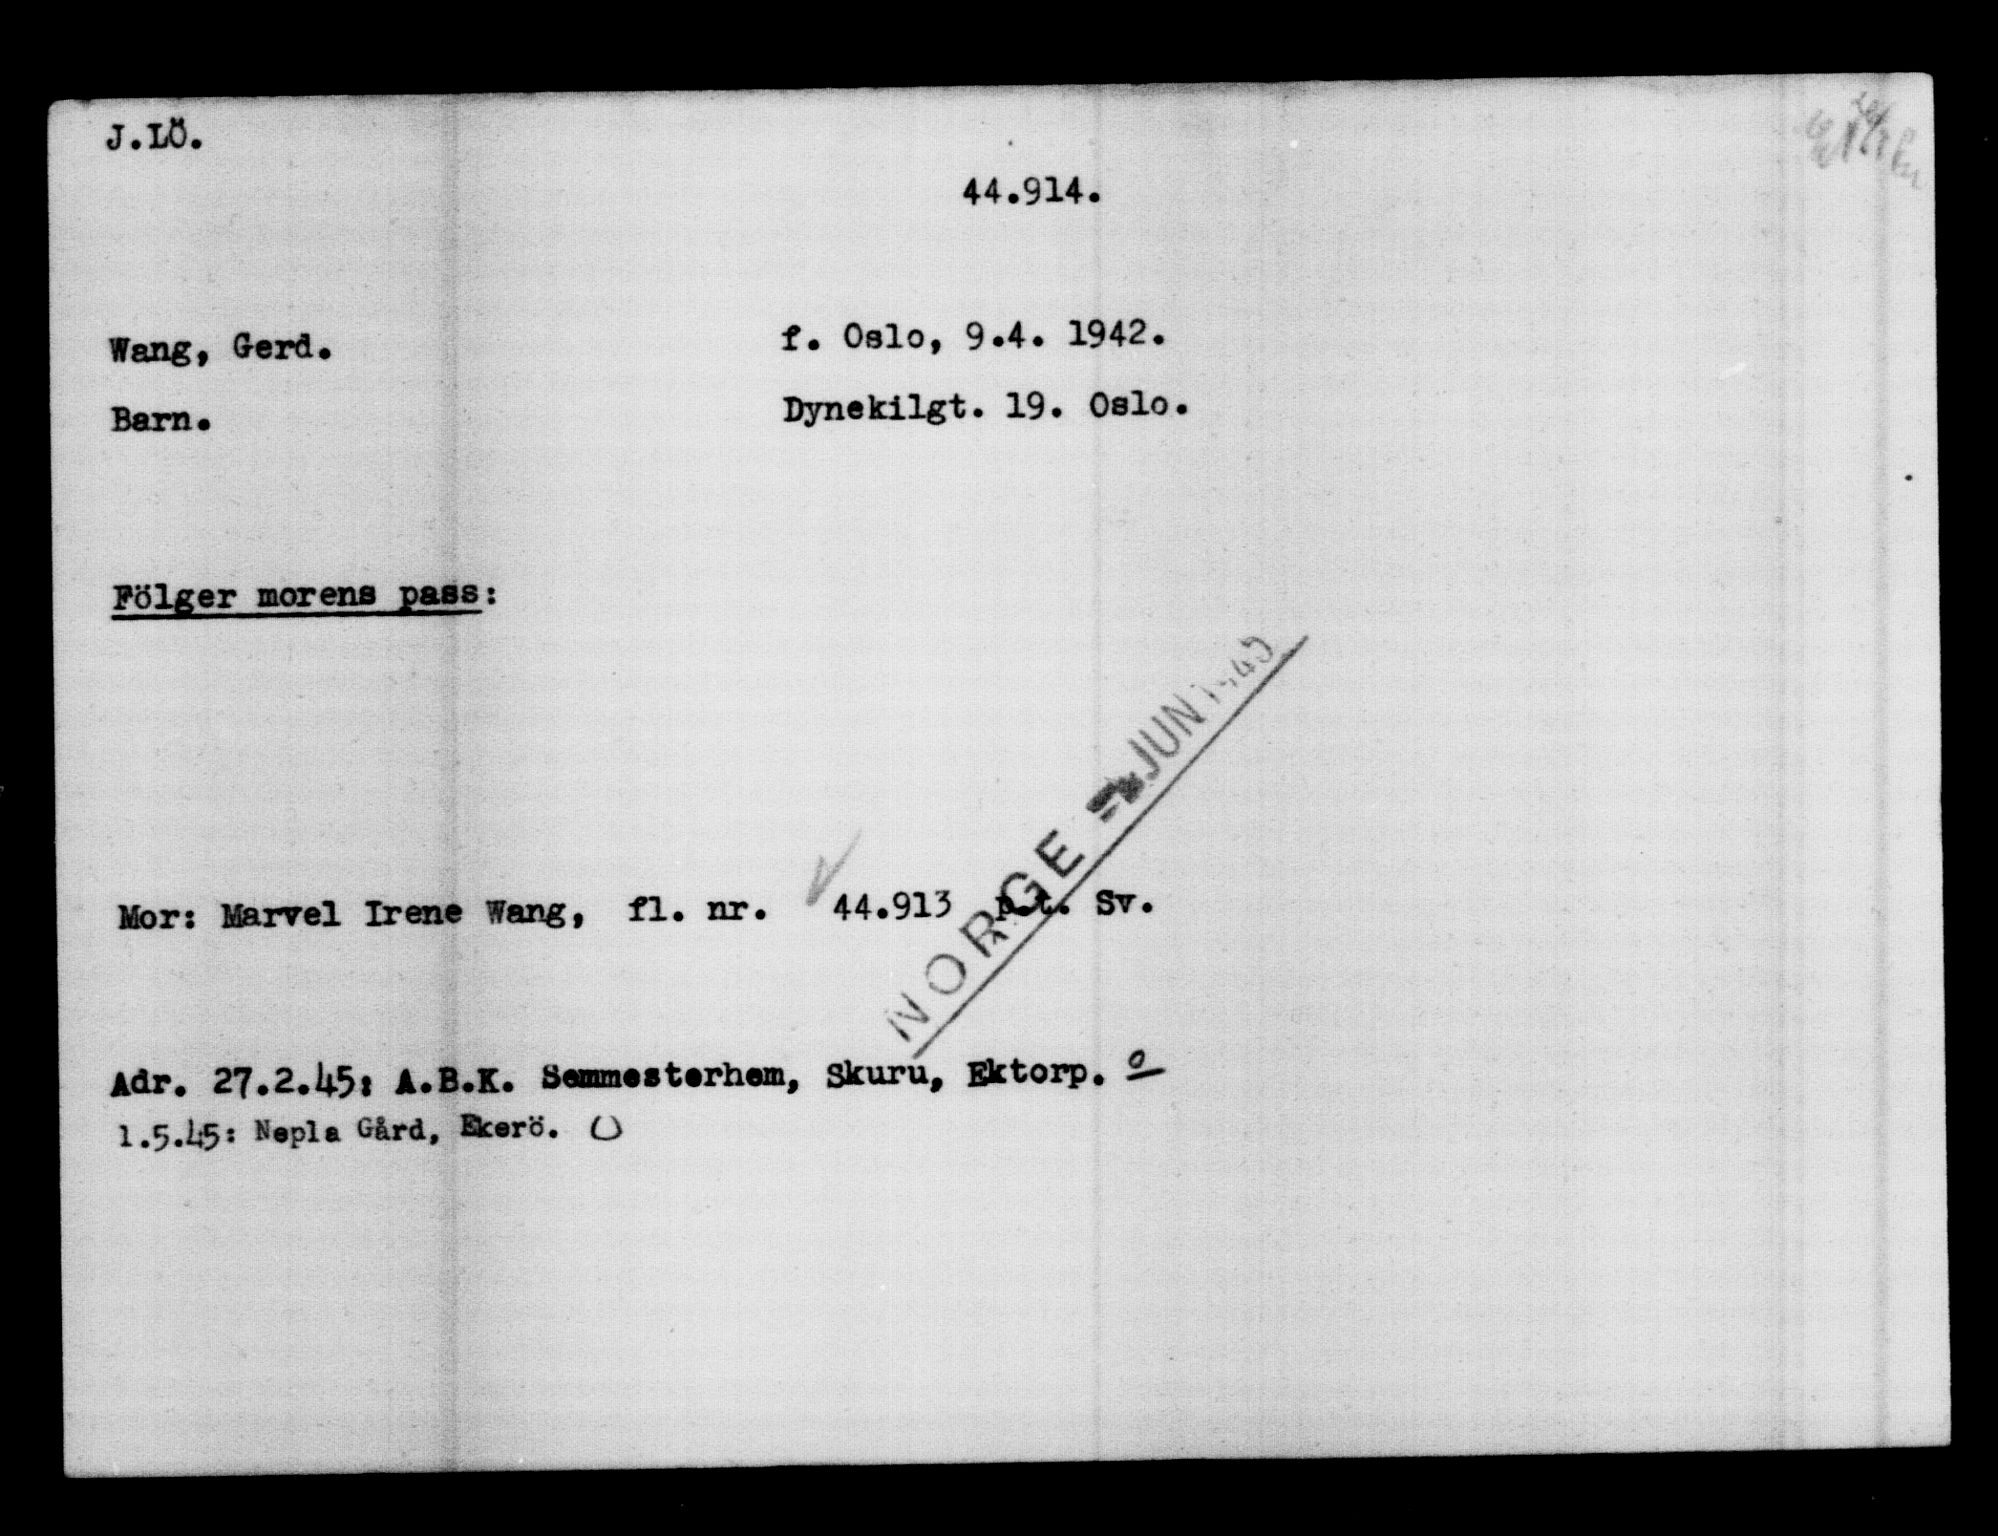 J.LÖ.
44.914.
Wang, Gerd.
f. Oslo, 9.4. 1942.
Barn.
Dynekilgt. 19. Oslo.
Fölger morens pass:
NORGE JUN 1945
Mor: Marvel Irene Wang, fl. nr. 44.913 p.t. Sv.
Adr. 27.2.45: A.B.K. Semmesterhem, Skuru, Ektorp.
1.5.45: Nepla Gård, Ekerö.